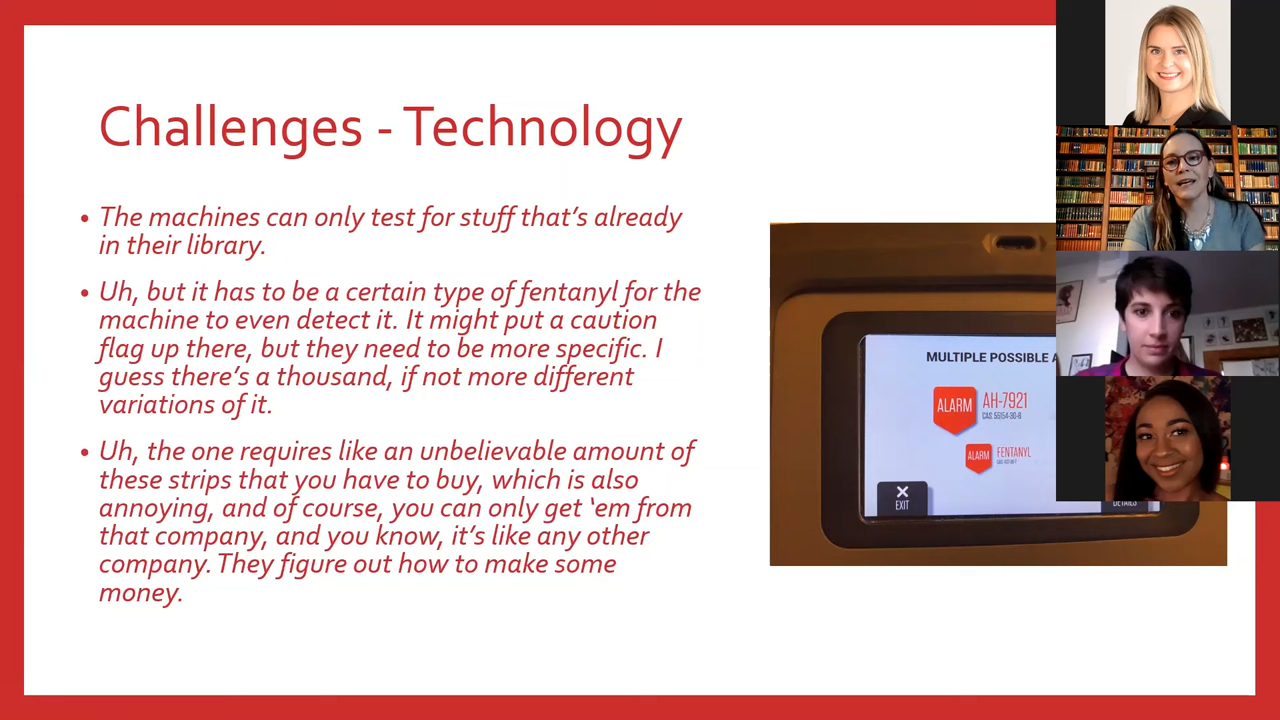 Challenges - Technology
• The machines can only test for stuff that's already
in their library.
• Uh, but it has to be a certain type of fentanyl for the
machine to even detect it. It might put a caution
flag up there, but they need to be more specific. I
guess there's a thousand, if not more different
variations of it.
• Uh, the one requires like an unbelievable amount of
these strips that you have to buy, which is also
annoying, and of course, you can only get ‘em from
that company, and you know, it's like any other
company. They figure out how to make some
money.
MULTIPLE POSSIBLE
ALARM AH-7921
CAS: 55154-30-8
ALARM FENTANYL
EXIT
DETAILS